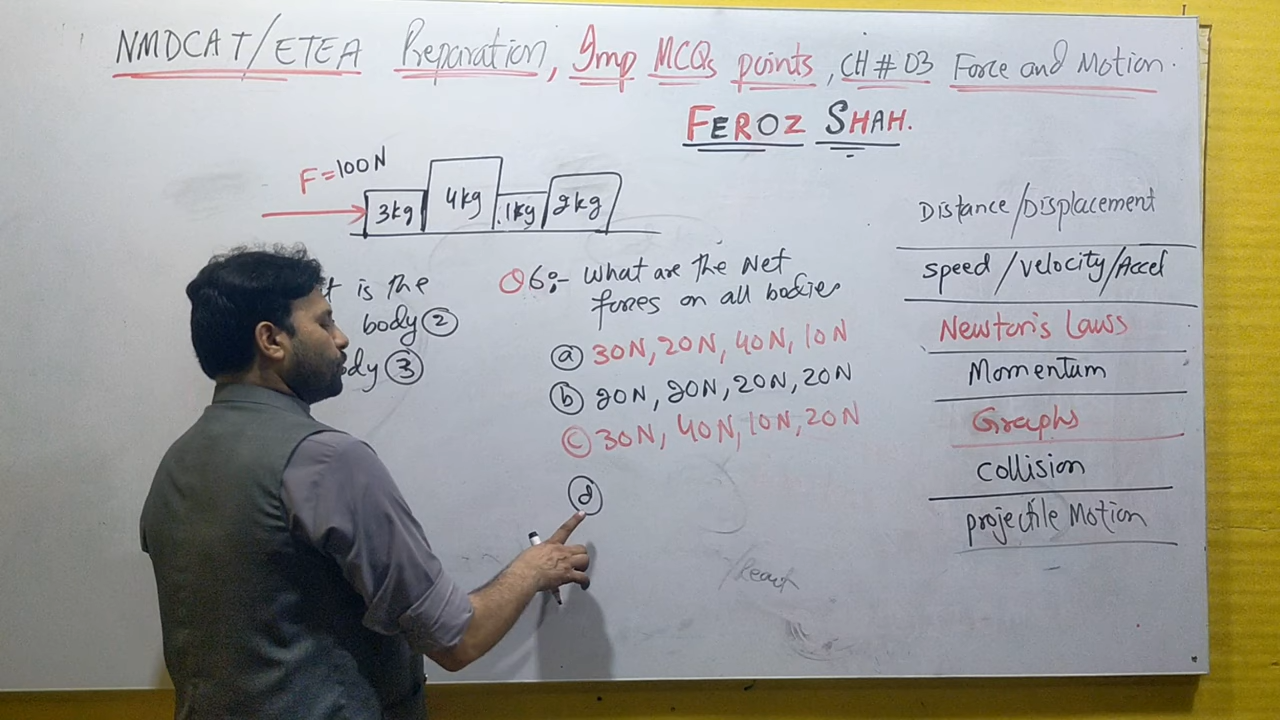 NMDCAT/ETEA Preparation, Imp MCQs points, CH # 03 Force and Motion.
FEROZ SHAH.
F=100N
3kg 4kg 1kg 2kg
is the
body ②
③
Q6:- What are the Net
forces on all bodies
ⓐ 30N, 20N, 40N, 10N
ⓑ 20N, 20N, 20N, 20N
ⓒ 30N, 40N, 10N, 20N
ⓓ
Distance/Displacement
speed/velocity/Accel
Newton's Laws
Momentum
Graphs
collision
projectile Motion